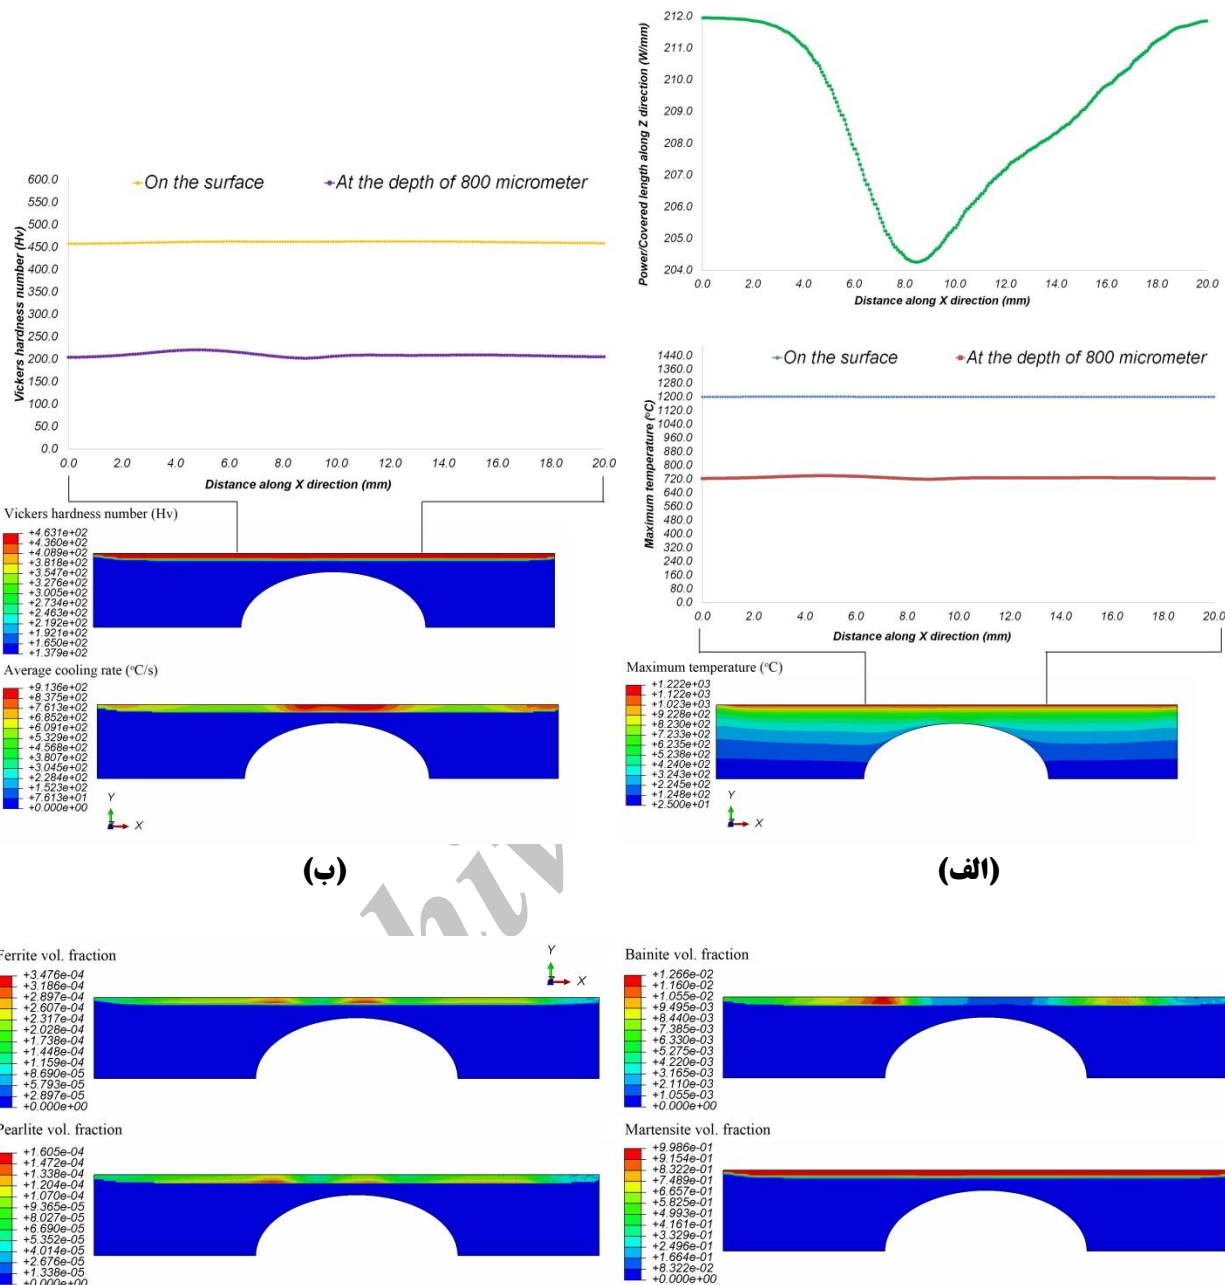 212.0
211.0
210.0
209.0
208.0
207.0
206.0
205.0
204.0
Power/Covered length along Z direction (W/mm)
0.0 2.0 4.0 6.0 8.0 10.0 12.0 14.0 16.0 18.0 20.0
Distance along X direction (mm)
On the surface At the depth of 800 micrometer
600.0
550.0
500.0
450.0
400.0
350.0
300.0
250.0
200.0
150.0
100.0
50.0
0.0
Vickers hardness number (Hv)
0.0 2.0 4.0 6.0 8.0 10.0 12.0 14.0 16.0 18.0 20.0
Distance along X direction (mm)
On the surface At the depth of 800 micrometer
1440.0
1360.0
1280.0
1200.0
1120.0
1040.0
960.0
880.0
800.0
720.0
640.0
560.0
480.0
400.0
320.0
240.0
160.0
80.0
0.0
Maximum temperature (°C)
0.0 2.0 4.0 6.0 8.0 10.0 12.0 14.0 16.0 18.0 20.0
Distance along X direction (mm)
Vickers hardness number (Hv)
+4.631e+02
+4.360e+02
+4.089e+02
+3.818e+02
+3.547e+02
+3.276e+02
+3.005e+02
+2.734e+02
+2.463e+02
+2.192e+02
+1.921e+02
+1.650e+02
+1.379e+02
Average cooling rate (°C/s)
+9.136e+02
+8.375e+02
+7.613e+02
+6.852e+02
+6.091e+02
+5.329e+02
+4.568e+02
+3.807e+02
+3.045e+02
+2.284e+02
+1.523e+02
+7.613e+01
+0.000e+00
Y
Z X
Maximum temperature (°C)
+1.222e+03
+1.122e+03
+1.023e+03
+9.228e+02
+8.230e+02
+7.233e+02
+6.235e+02
+5.238e+02
+4.240e+02
+3.243e+02
+2.245e+02
+1.248e+02
+2.500e+01
Y
Z X
(ب)
(الف)
hiv
Ferrite vol. fraction
+3.476e-04
+3.186e-04
+2.897e-04
+2.607e-04
+2.317e-04
+2.028e-04
+1.738e-04
+1.448e-04
+1.159e-04
+8.690e-05
+5.793e-05
+2.897e-05
+0.000e+00
Y
Z X
Bainite vol. fraction
+1.266e-02
+1.160e-02
+1.055e-02
+9.495e-03
+8.440e-03
+7.385e-03
+6.330e-03
+5.275e-03
+4.220e-03
+3.165e-03
+2.110e-03
+1.055e-03
+0.000e+00
Pearlite vol. fraction
+1.605e-04
+1.472e-04
+1.338e-04
+1.204e-04
+1.070e-04
+9.365e-05
+8.027e-05
+6.690e-05
+5.352e-05
+4.014e-05
+2.676e-05
+1.338e-05
+0.000e+00
Martensite vol. fraction
+9.986e-01
+9.154e-01
+8.322e-01
+7.489e-01
+6.657e-01
+5.825e-01
+4.993e-01
+4.161e-01
+3.329e-01
+2.496e-01
+1.664e-01
+8.322e-02
+0.000e+00